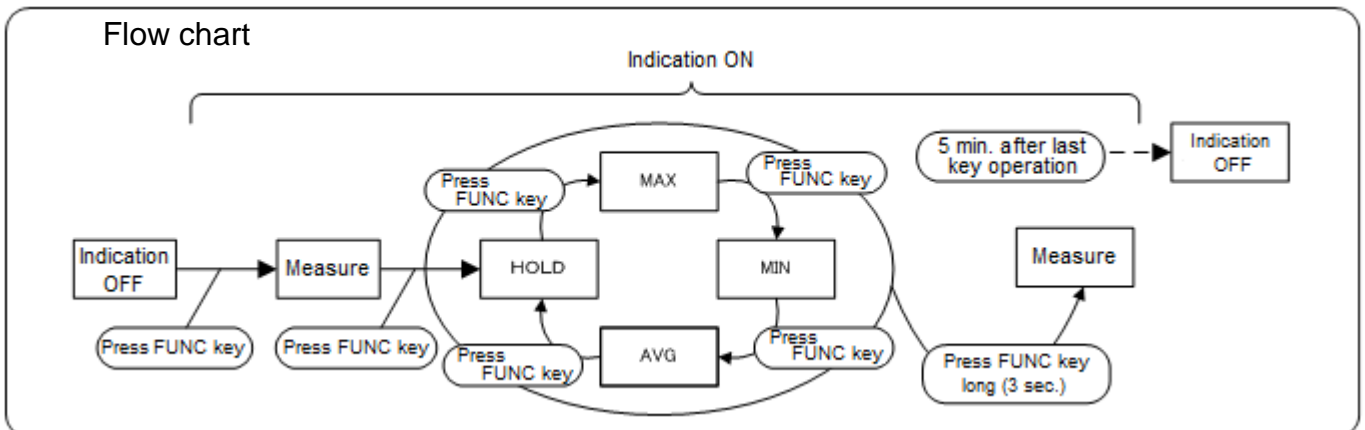 Flow chart
Indication ON
5 min. after last
key operation
Indication
OFF
Press
FUNC key
MAX
Press
FUNC key
Indication
OFF
Measure
HOLD
MIN
Measure
Press FUNC key
Press FUNC key
Press
FUNC key
AVG
Press
FUNC key
Press FUNC key
long (3 sec.)